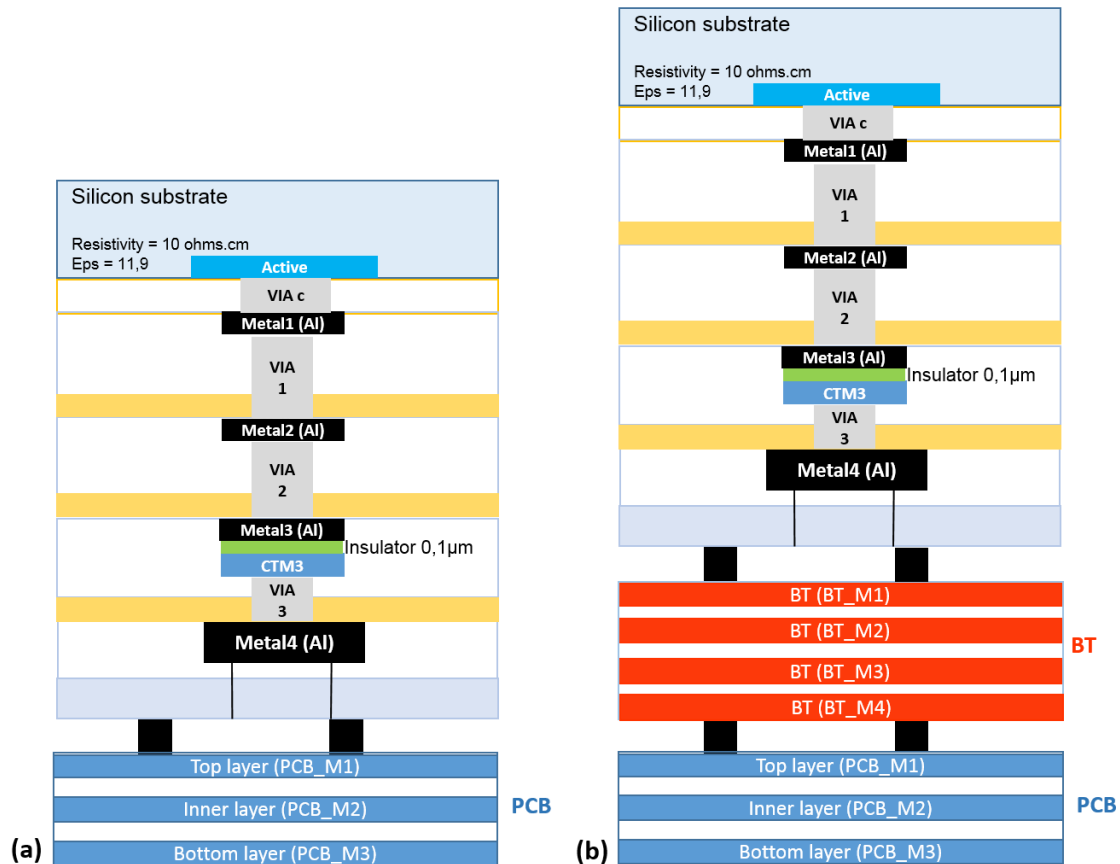 Silicon substrate
Resistivity = 10 ohms.cm
Eps = 11,9
Active
VIA c
Metal1 (Al)
VIA
1
Metal2 (Al)
VIA
2
Metal3 (Al)
Insulator 0,1µm
CTM3
VIA
3
Metal4 (Al)
Top layer (PCB_M1)
Inner layer (PCB_M2)
PCB
Bottom layer (PCB_M3)
(a)
Silicon substrate
Resistivity = 10 ohms.cm
Eps = 11,9
Active
VIA c
Metal1 (Al)
VIA
1
Metal2 (Al)
VIA
2
Metal3 (Al)
Insulator 0,1µm
CTM3
VIA
3
Metal4 (Al)
BT (BT_M1)
BT (BT_M2)
BT
BT (BT_M3)
BT (BT_M4)
Top layer (PCB_M1)
Inner layer (PCB_M2)
PCB
Bottom layer (PCB_M3)
(b)